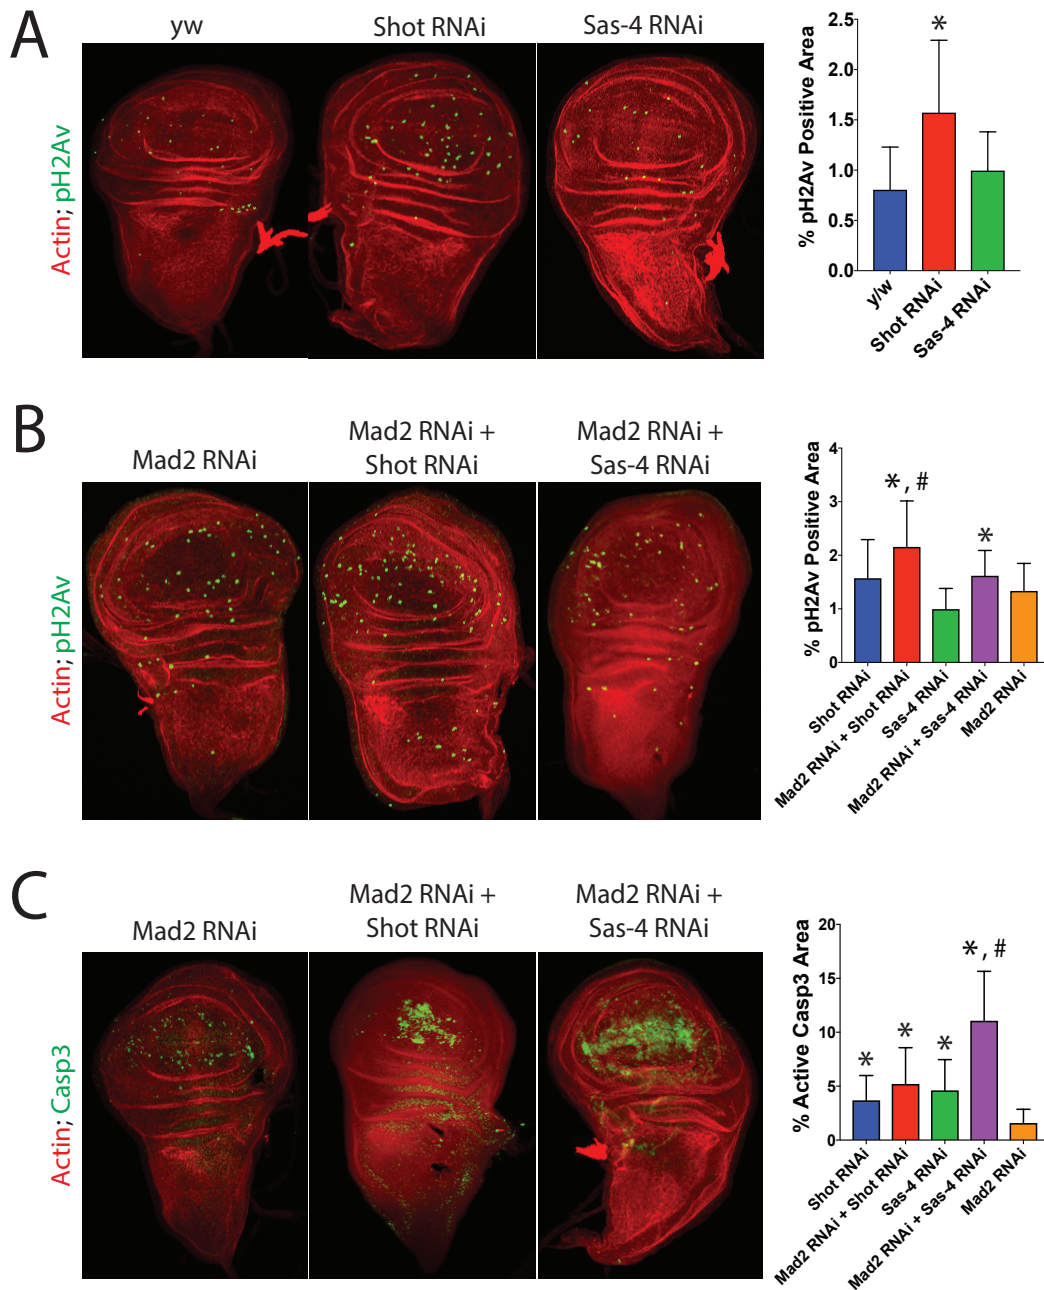 A
yw
Shot RNAi
Sas-4 RNAi
Actin; pH2Av
% pH2Av Positive Area
2.5
2.0
1.5
1.0
0.5
0.0
*
y/w
Shot RNAi
Sas-4 RNAi
B
Mad2 RNAi
Mad2 RNAi +
Shot RNAi
Mad2 RNAi +
Sas-4 RNAi
Actin; pH2Av
% pH2Av Positive Area
4
3
2
1
0
*, #
*
Shot RNAi
Mad2 RNAi + Shot RNAi
Sas-4 RNAi
Mad2 RNAi + Sas-4 RNAi
Mad2 RNAi
C
Mad2 RNAi
Mad2 RNAi +
Shot RNAi
Mad2 RNAi +
Sas-4 RNAi
Actin; Casp3
% Active Casp3 Area
20
15
10
5
0
*
*
*
*, #
Shot RNAi
Mad2 RNAi + Shot RNAi
Sas-4 RNAi
Mad2 RNAi + Sas-4 RNAi
Mad2 RNAi